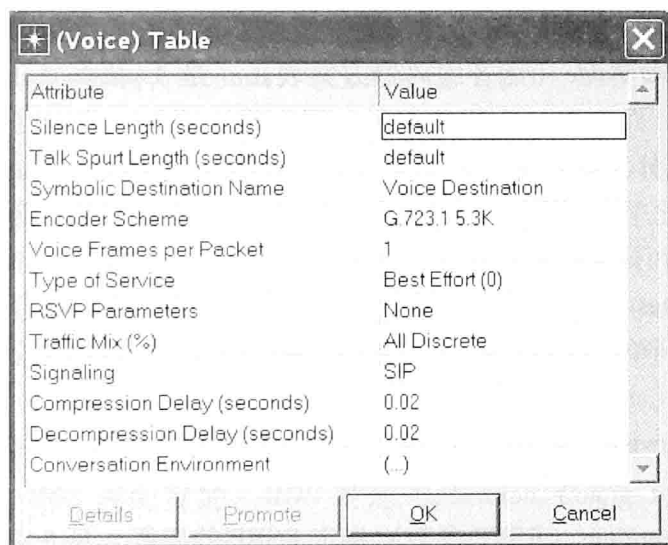 (Voice) Table
Attribute Value
Silence Length (seconds) default
Talk Spurt Length (seconds) default
Symbolic Destination Name Voice Destination
Encoder Scheme G.723.1 5.3K
Voice Frames per Packet 1
Type of Service Best Effort (0)
RSVP Parameters None
Traffic Mix (%) All Discrete
Signaling SIP
Compression Delay (seconds) 0.02
Decompression Delay (seconds) 0.02
Conversation Environment (...)
Details Promote OK Cancel